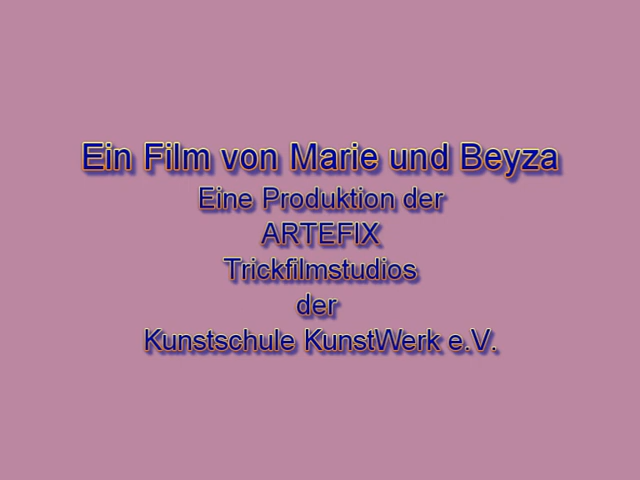 Ein Film von Marie und Beyza
Eine Produktion der
ARTEFIX
Trickfilmstudios
der
Kunstschule KunstWerk e.V.